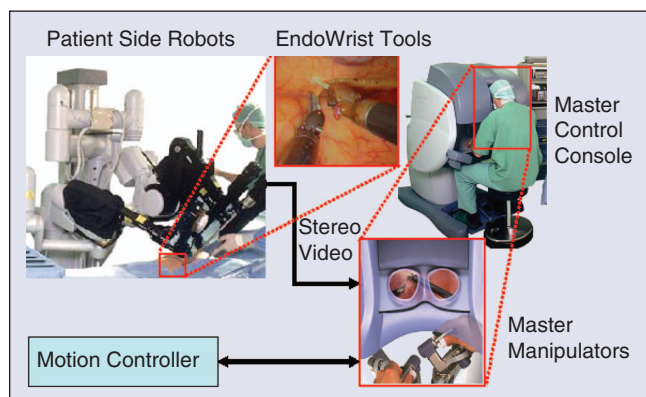 Patient Side Robots
EndoWrist Tools
Master
Control
Console
Stereo
Video
Master
Manipulators
Motion Controller